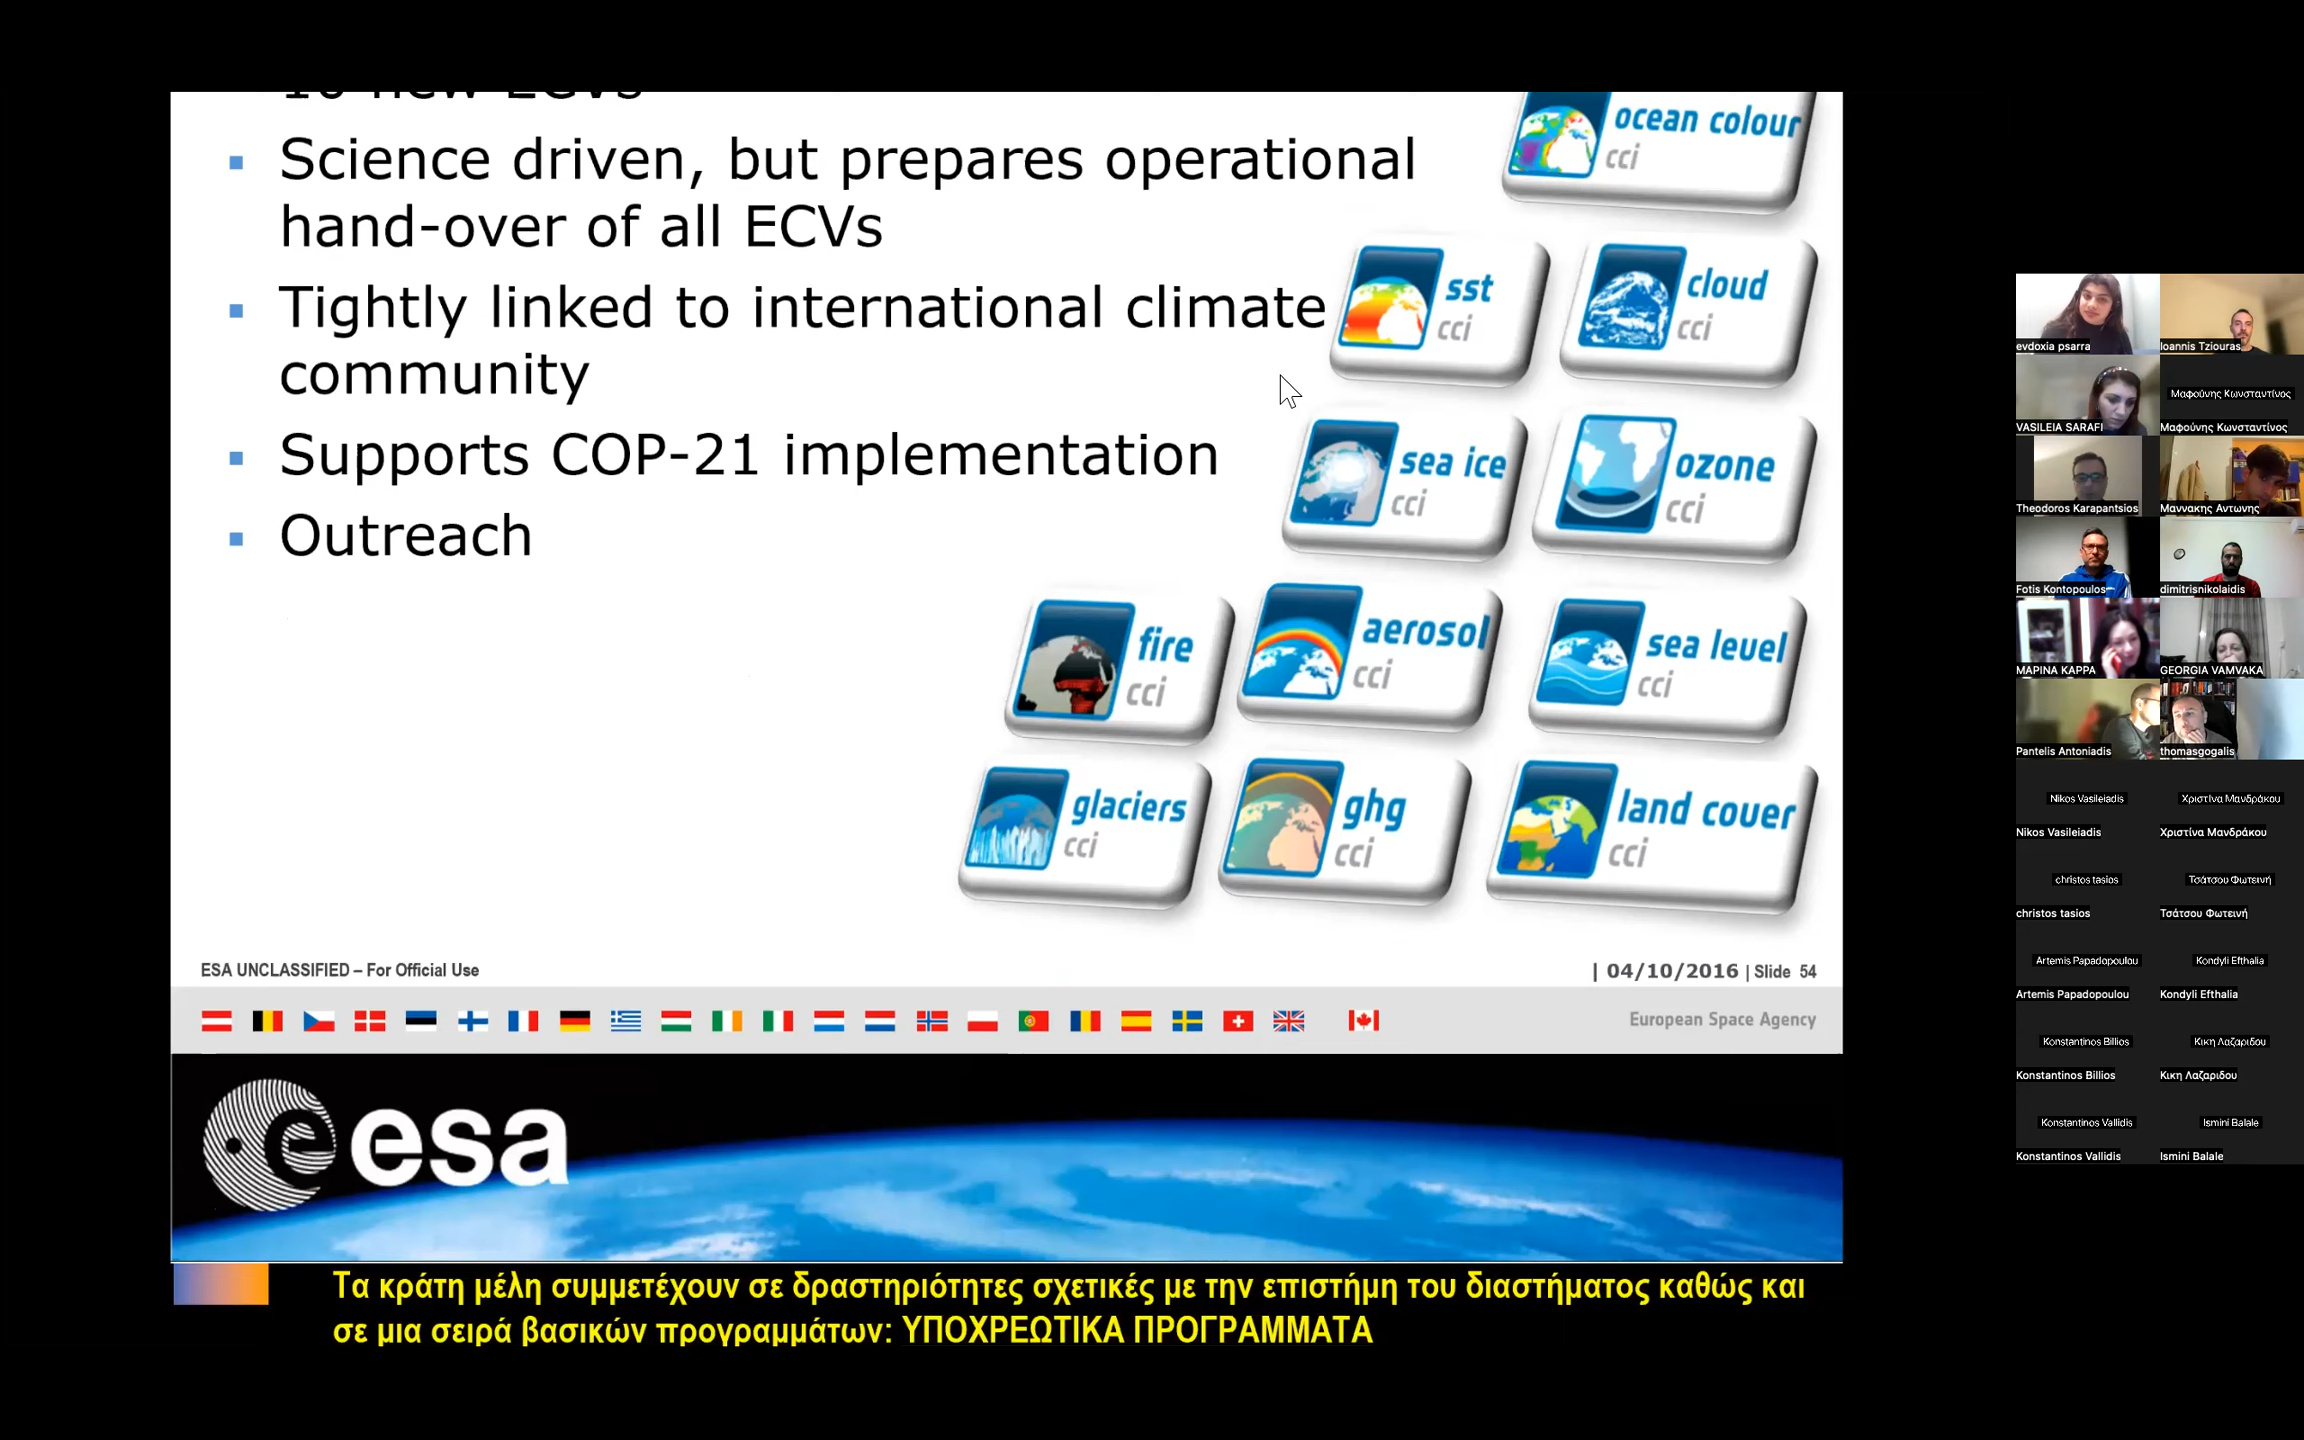 10 new ECVs
Science driven, but prepares operational
hand-over of all ECVs
Tightly linked to international climate
community
Supports COP-21 implementation
Outreach
ocean colour
cci
sst
cci
cloud
cci
sea ice
cci
ozone
cci
fire
cci
aerosol
cci
sea level
cci
glaciers
cci
ghg
cci
land cover
cci
ESA UNCLASSIFIED – For Official Use
| 04/10/2016 | Slide 54
European Space Agency
esa
Τα κράτη μέλη συμμετέχουν σε δραστηριότητες σχετικές με την επιστήμη του διαστήματος καθώς και
σε μια σειρά βασικών προγραμμάτων: ΥΠΟΧΡΕΩΤΙΚΑ ΠΡΟΓΡΑΜΜΑΤΑ
evdoxia psarra
Ioannis Tziouras
VASILEIA SARAFI
Μαφούνης Κωνσταντίνος
Μαφούνης Κωνσταντίνος
Theodoros Karapantsios
Μαννακης Αντωνης
Fotis Kontopoulos
dimitrisnikolaidis
ΜΑΡΙΝΑ ΚΑΡΡΑ
GEORGIA VAMVAKA
Pantelis Antoniadis
thomasgogalis
Nikos Vasileiadis
Χριστίνα Μανδράκου
Nikos Vasileiadis
Χριστίνα Μανδράκου
christos tasios
Τσάτσου Φωτεινή
christos tasios
Τσάτσου Φωτεινή
Artemis Papadopoulou
Kondyli Efthalia
Artemis Papadopoulou
Kondyli Efthalia
Konstantinos Billios
Κικη Λαζαριδου
Konstantinos Billios
Κικη Λαζαριδου
Konstantinos Vallidis
Ismini Balale
Konstantinos Vallidis
Ismini Balale